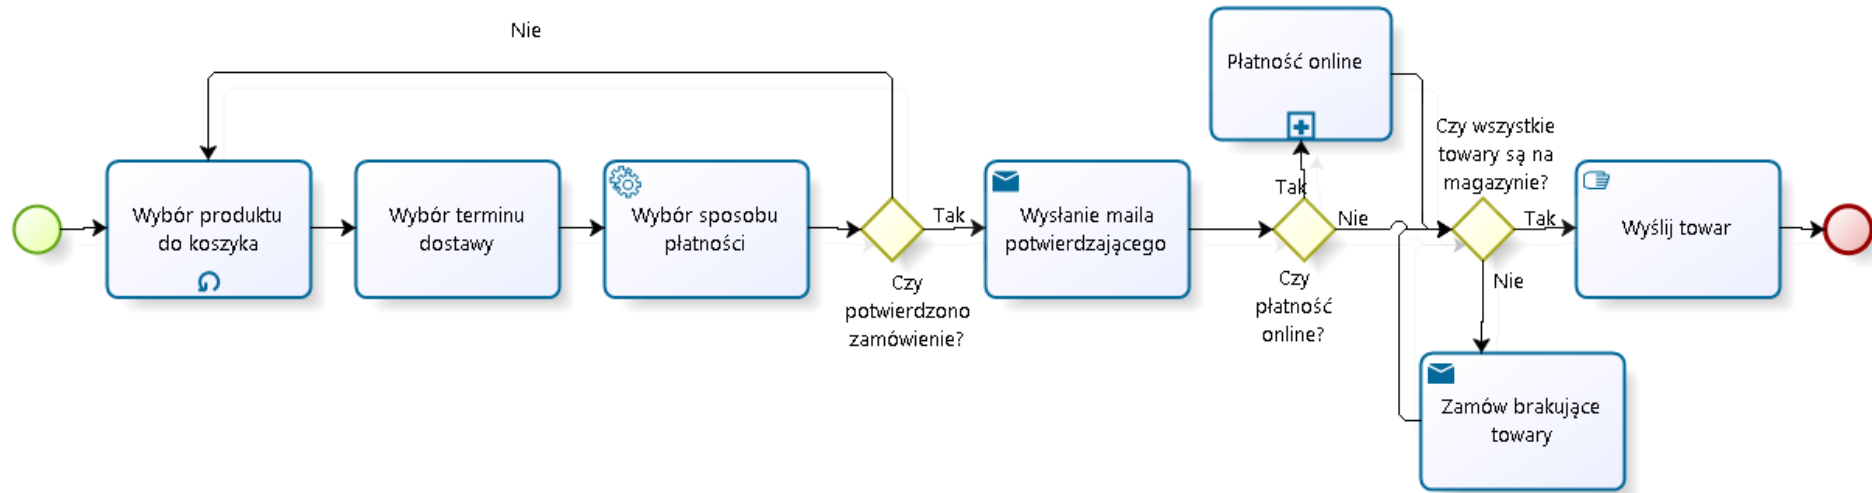 Nie
Wybór produktu
do koszyka
Wybór terminu
dostawy
Wybór sposobu
płatności
Tak
Czy
potwierdzono
zamówienie?
Wysłanie maila
potwierdzającego
Płatność online
Tak
Nie
Czy
płatność
online?
Czy wszystkie
towary są na
magazynie?
Tak
Nie
Wyślij towar
Zamów brakujące
towary